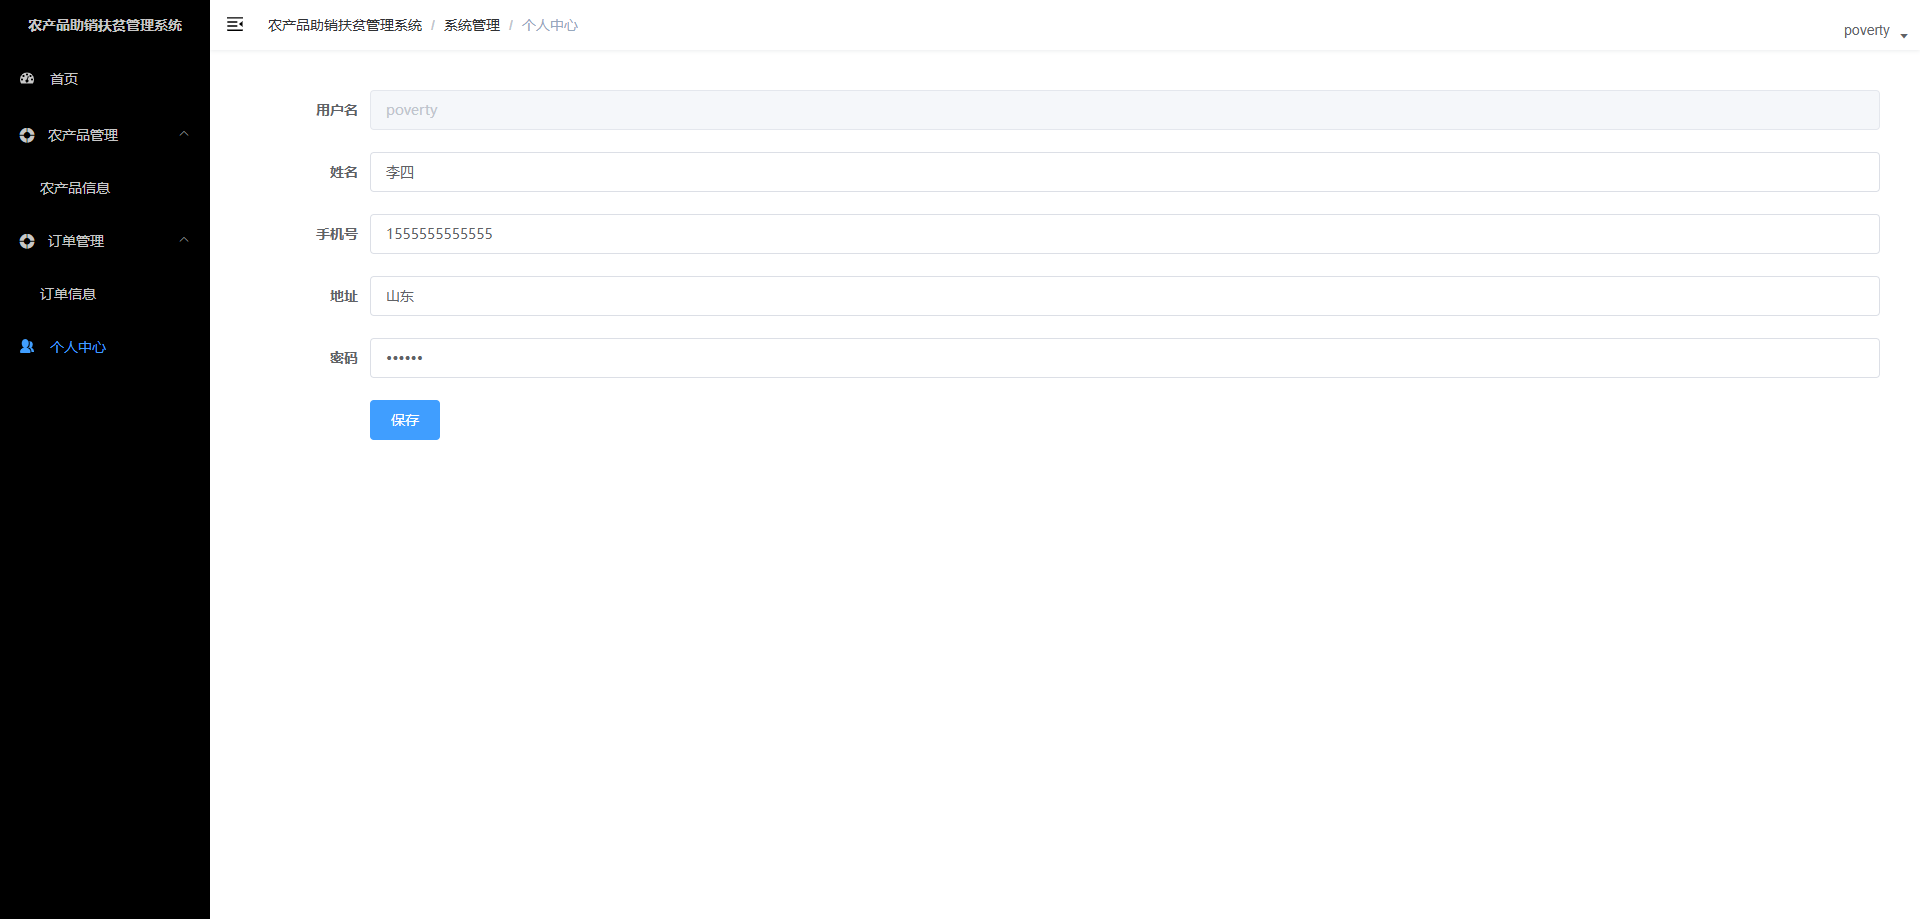 农产品助销扶贫管理系统
首页
农产品管理
农产品信息
订单管理
订单信息
个人中心
农产品助销扶贫管理系统 / 系统管理 / 个人中心
poverty
用户名 poverty
姓名 李四
手机号 1555555555555
地址 山东
密码 ••••••
保存